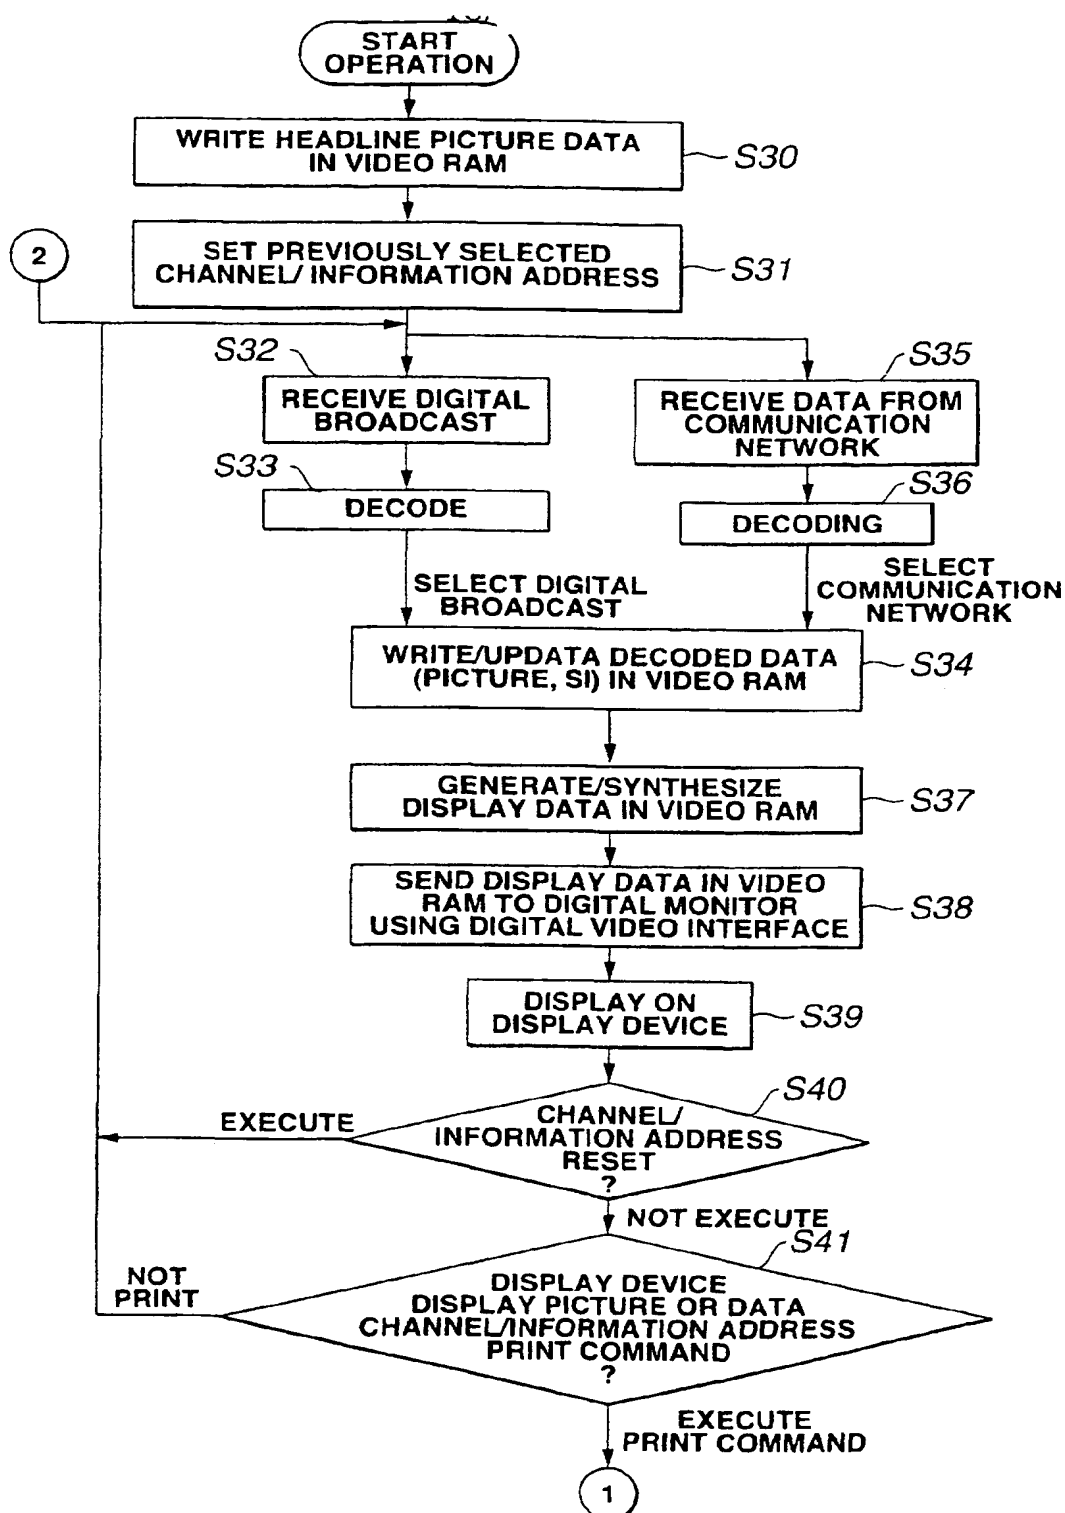 START
OPERATION
WRITE HEADLINE PICTURE DATA
IN VIDEO RAM
S30
SET PREVIOUSLY SELECTED
CHANNEL/ INFORMATION ADDRESS
S31
2
S32
RECEIVE DIGITAL
BROADCAST
S35
RECEIVE DATA FROM
COMMUNICATION
NETWORK
S33
DECODE
S36
DECODING
SELECT DIGITAL
BROADCAST
SELECT
COMMUNICATION
NETWORK
WRITE/UPDATA DECODED DATA
(PICTURE, SI) IN VIDEO RAM
S34
GENERATE/SYNTHESIZE
DISPLAY DATA IN VIDEO RAM
S37
SEND DISPLAY DATA IN VIDEO
RAM TO DIGITAL MONITOR
USING DIGITAL VIDEO INTERFACE
S38
DISPLAY ON
DISPLAY DEVICE
S39
S40
EXECUTE
CHANNEL/
INFORMATION ADDRESS
RESET
?
NOT EXECUTE
S41
NOT
PRINT
DISPLAY DEVICE
DISPLAY PICTURE OR DATA
CHANNEL/INFORMATION ADDRESS
PRINT COMMAND
?
EXECUTE
PRINT COMMAND
1